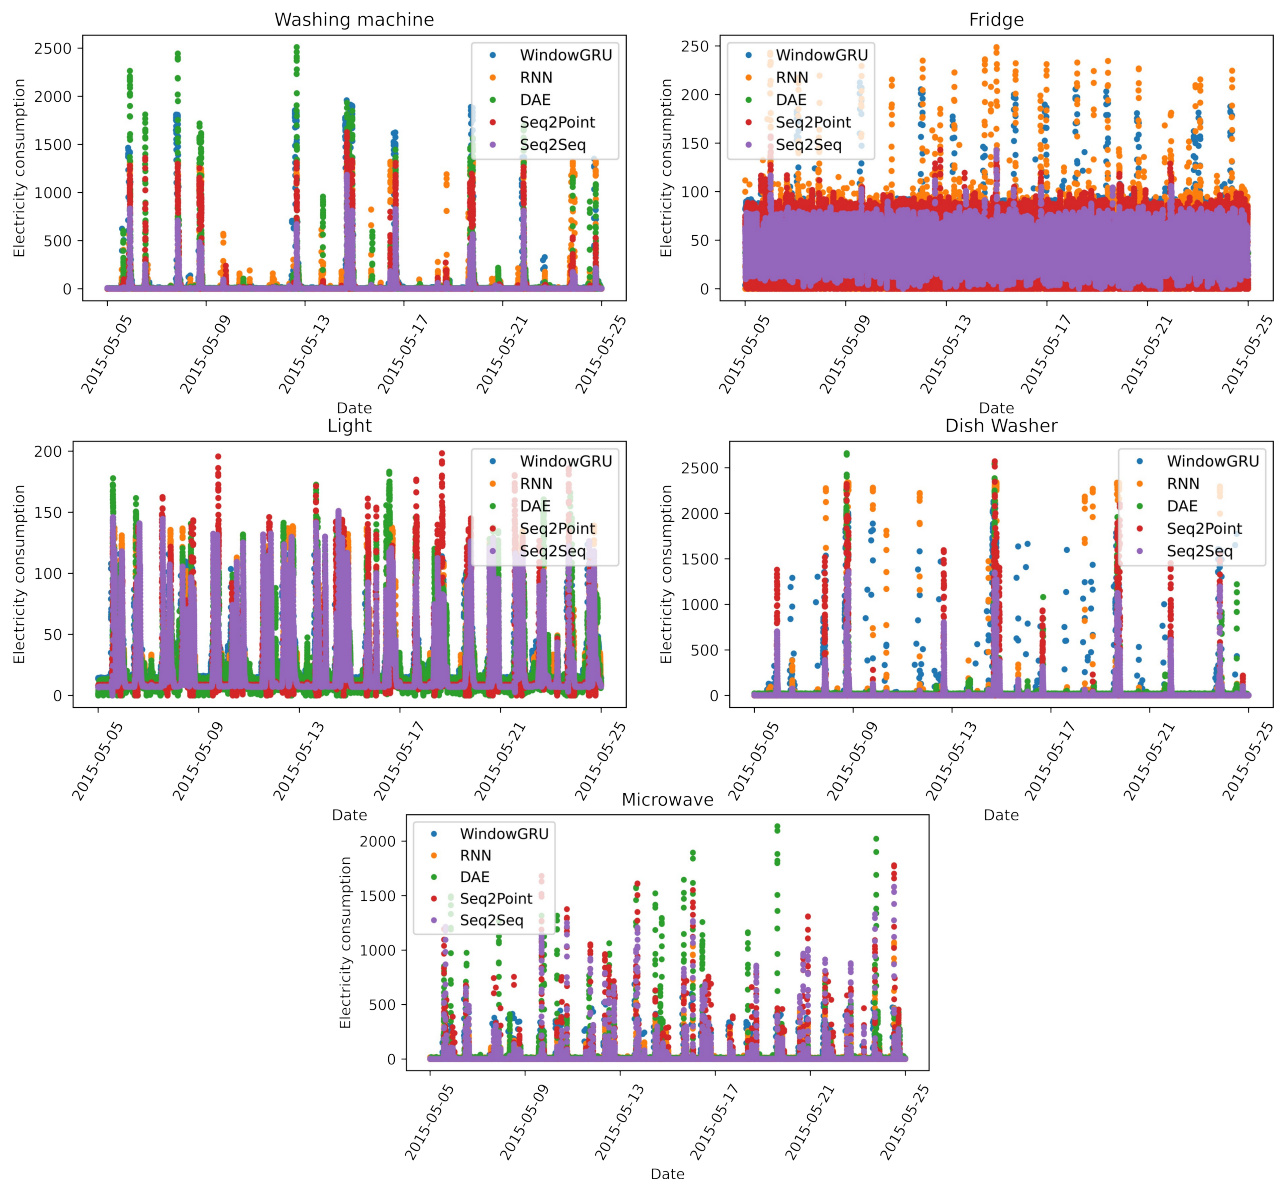 Washing machine
Electricity consumption
2500
2000
1500
1000
500
0
WindowGRU
RNN
DAE
Seq2Point
Seq2Seq
2015-05-05
2015-05-09
2015-05-13
2015-05-17
2015-05-21
2015-05-25
Date
Fridge
Electricity consumption
250
200
150
100
50
0
WindowGRU
RNN
DAE
Seq2Point
Seq2Seq
2015-05-05
2015-05-09
2015-05-13
2015-05-17
2015-05-21
2015-05-25
Date
Light
Electricity consumption
200
150
100
50
0
WindowGRU
RNN
DAE
Seq2Point
Seq2Seq
2015-05-05
2015-05-09
2015-05-13
2015-05-17
2015-05-21
2015-05-25
Date
Dish Washer
Electricity consumption
2500
2000
1500
1000
500
0
WindowGRU
RNN
DAE
Seq2Point
Seq2Seq
2015-05-05
2015-05-09
2015-05-13
2015-05-17
2015-05-21
2015-05-25
Date
Microwave
Electricity consumption
2000
1500
1000
500
0
WindowGRU
RNN
DAE
Seq2Point
Seq2Seq
2015-05-05
2015-05-09
2015-05-13
2015-05-17
2015-05-21
2015-05-25
Date